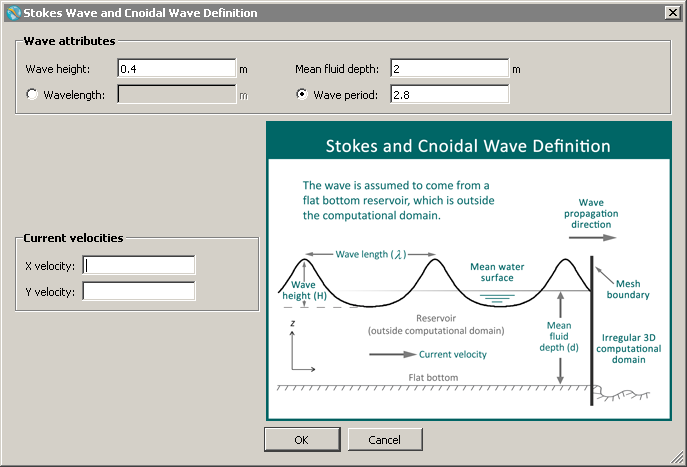 Stokes Wave and Cnoidal Wave Definition
Wave attributes
Wave height: 0.4 m Mean fluid depth: 2 m
Wavelength: m Wave period: 2.8
Stokes and Cnoidal Wave Definition
The wave is assumed to come from a
flat bottom reservoir, which is outside
the computational domain.
Wave
propagation
direction
Current velocities
X velocity:
Y velocity:
Wave length (λ)
Wave
height (H)
Mean water
surface
Mesh
boundary
Reservoir
(outside computational domain)
z
Current velocity
Mean
fluid
depth (d)
Irregular 3D
computational
domain
Flat bottom
OK Cancel